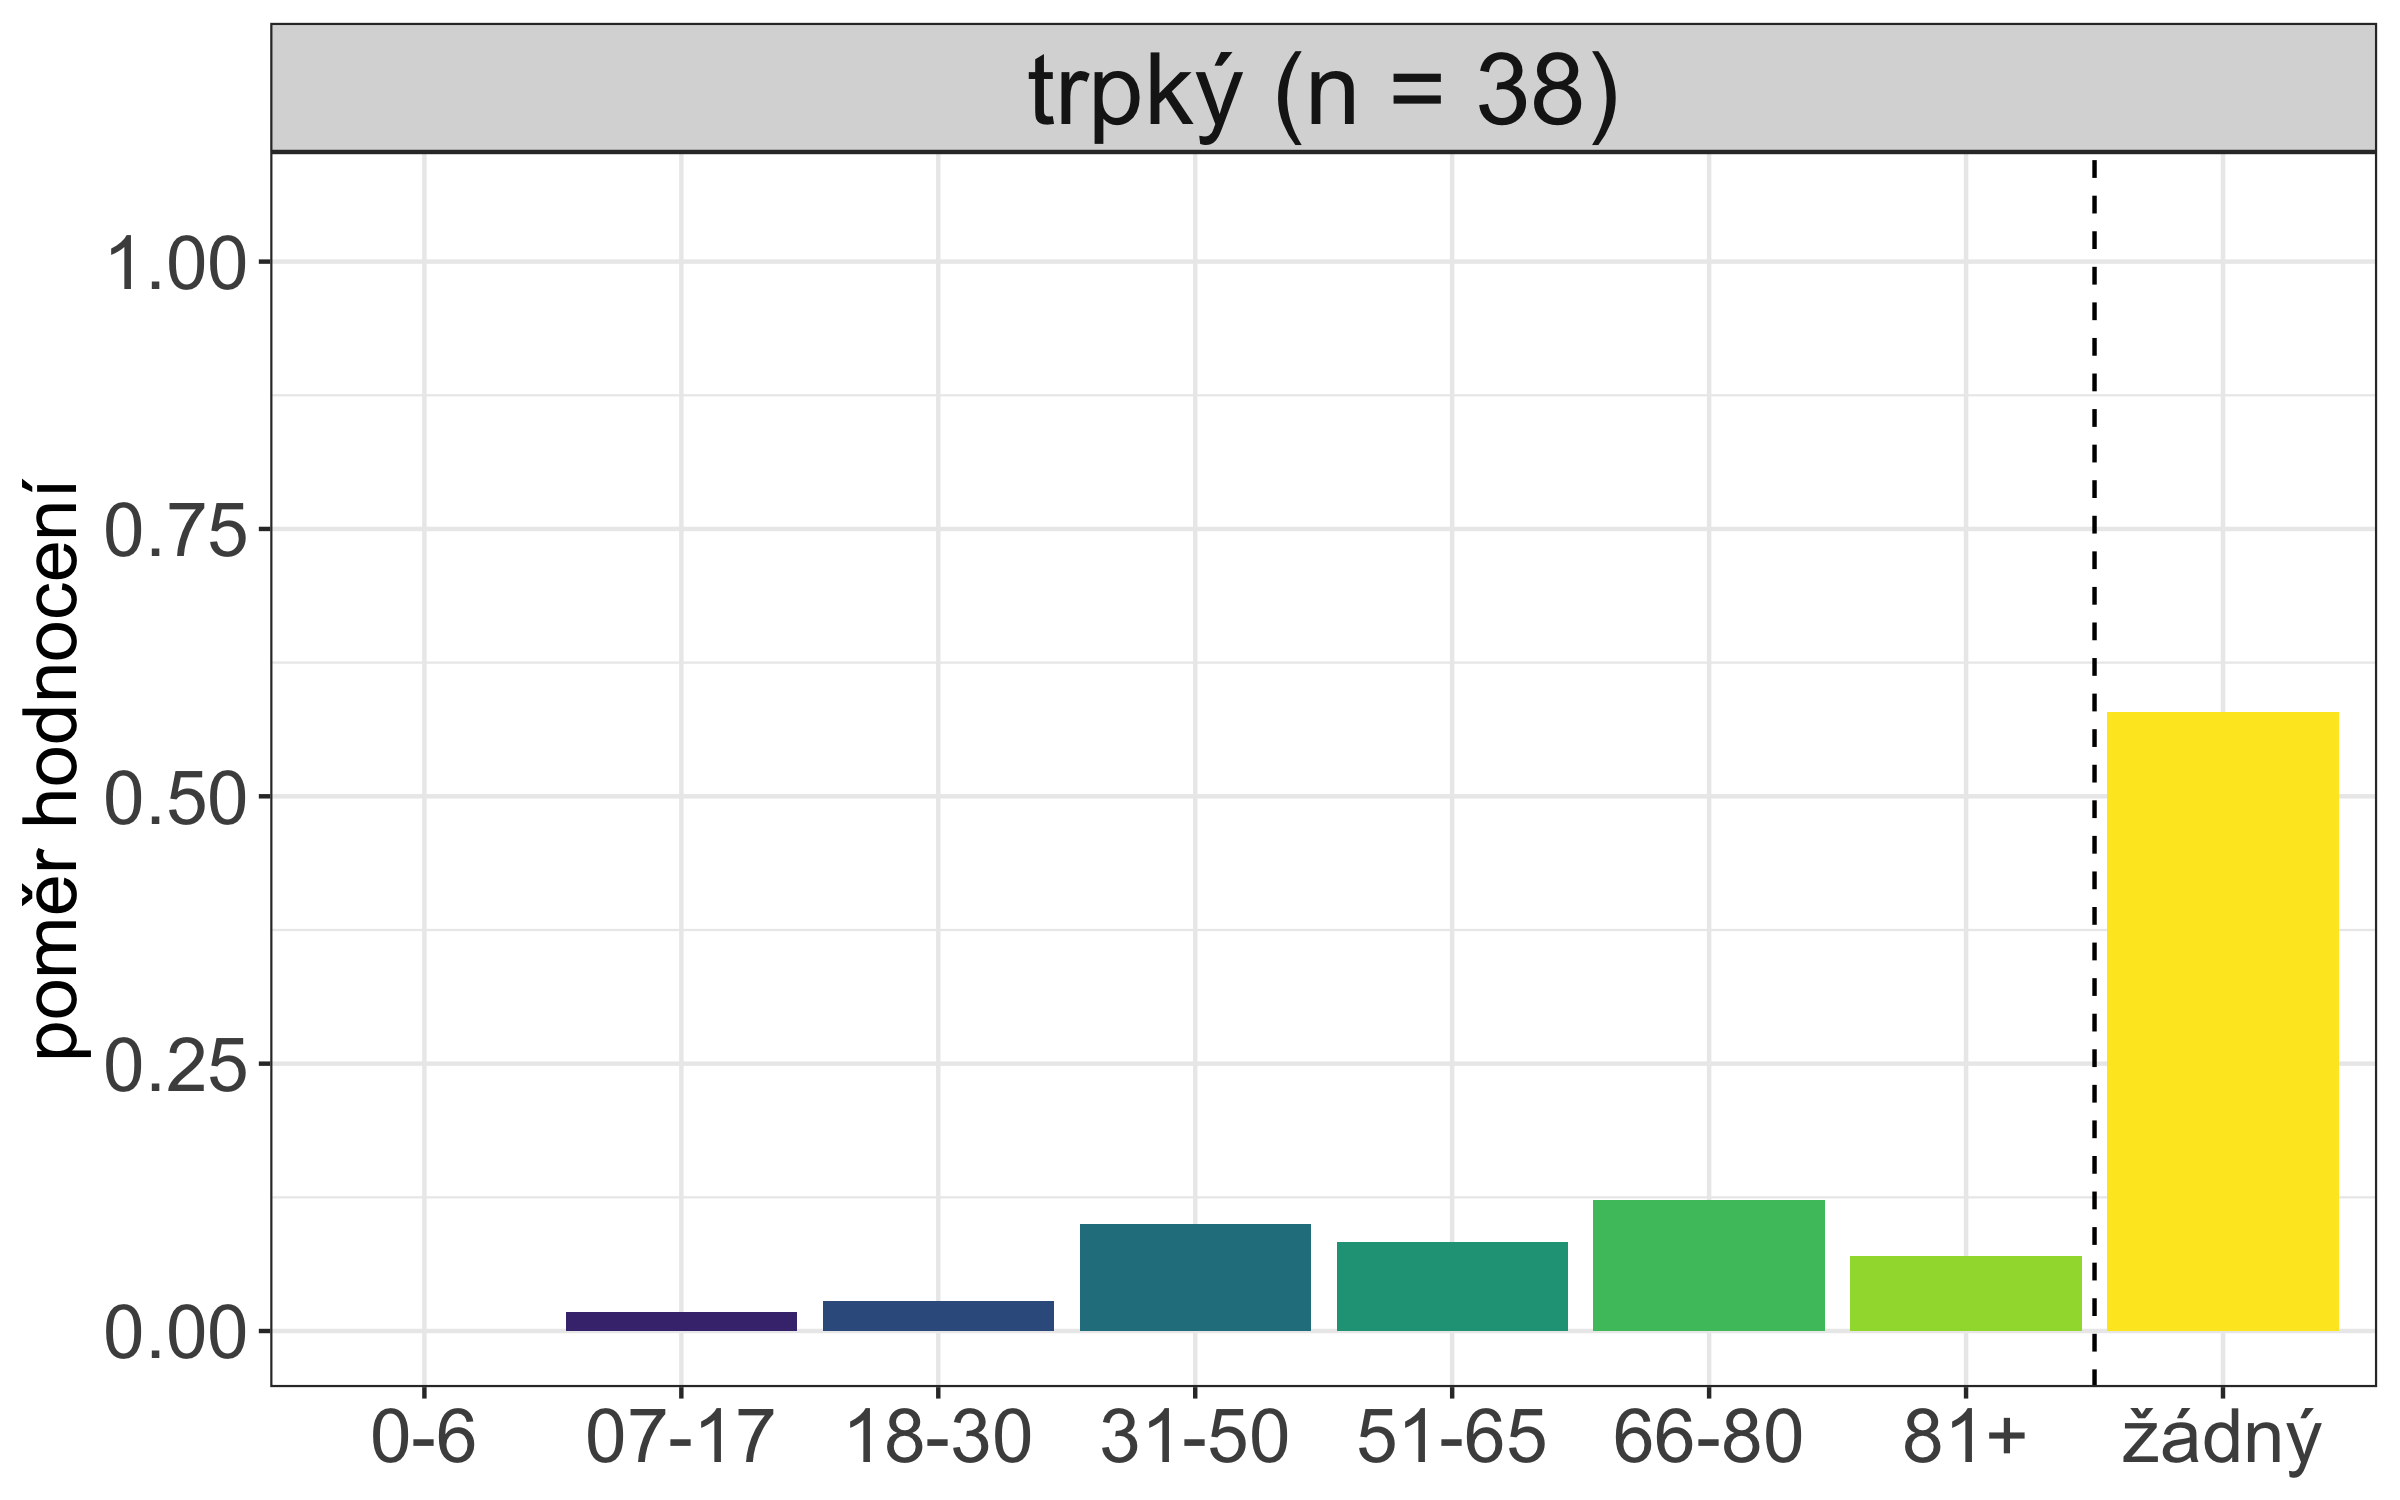 trpký (n = 38)
poměr hodnocení
1.00
0.75
0.50
0.25
0.00
0-6 07-17 18-30 31-50 51-65 66-80 81+ žádný